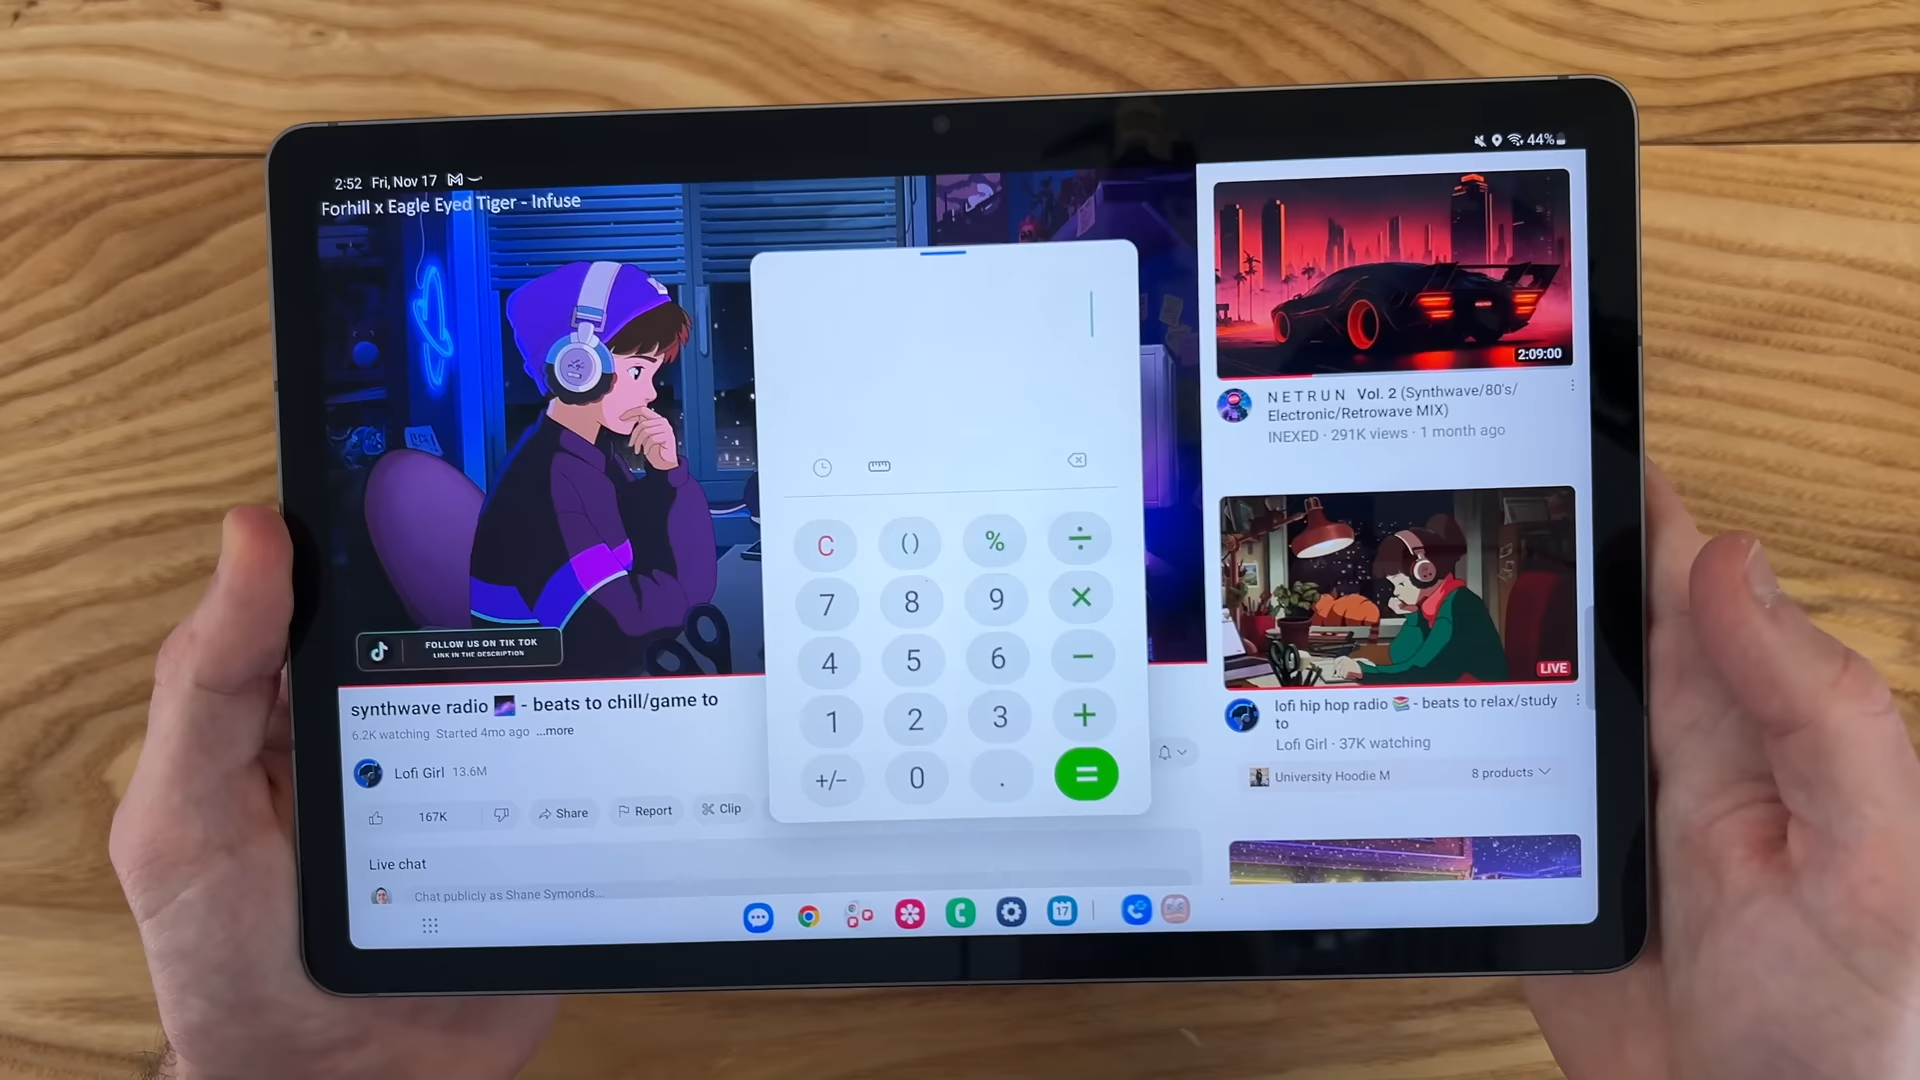 2:52 Fri, Nov 17
44%
Forhill x Eagle Eyed Tiger - Infuse
FOLLOW US ON TIK TOK
LINK IN THE DESCRIPTION
synthwave radio 🌌 - beats to chill/game to
6.2K watching Started 4mo ago ...more
Lofi Girl 13.6M
167K Share Report Clip
Live chat
Chat publicly as Shane Symonds...
C () % ÷
7 8 9 ×
4 5 6 −
1 2 3 +
+/− 0 . =
2:09:00
NETRUN Vol. 2 (Synthwave/80's/
Electronic/Retrowave MIX)
INEXED · 291K views · 1 month ago
LIVE
lofi hip hop radio 📚 - beats to relax/study
to
Lofi Girl · 37K watching
University Hoodie M 8 products
17